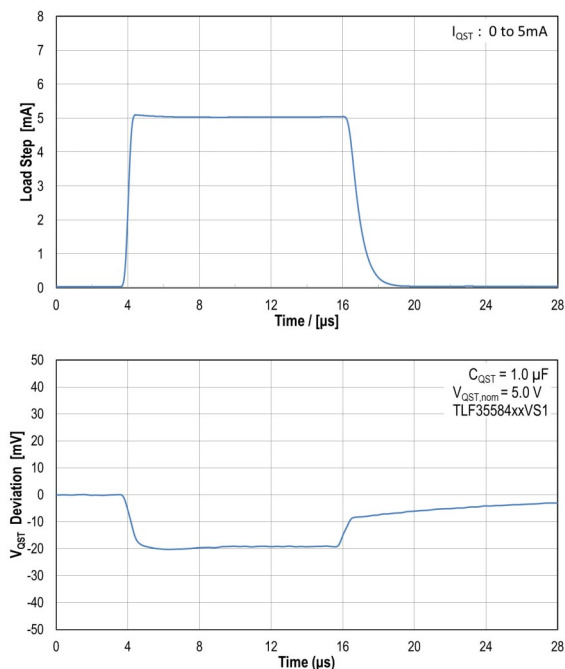 I_QST : 0 to 5mA
Load Step [mA]
8
7
6
5
4
3
2
1
0
0 4 8 12 16 20 24 28
Time / [µs]
C_QST = 1.0 µF
V_QST,nom = 5.0 V
TLF35584xxVS1
V_QST Deviation [mV]
50
40
30
20
10
0
-10
-20
-30
-40
-50
0 4 8 12 16 20 24 28
Time (µs)